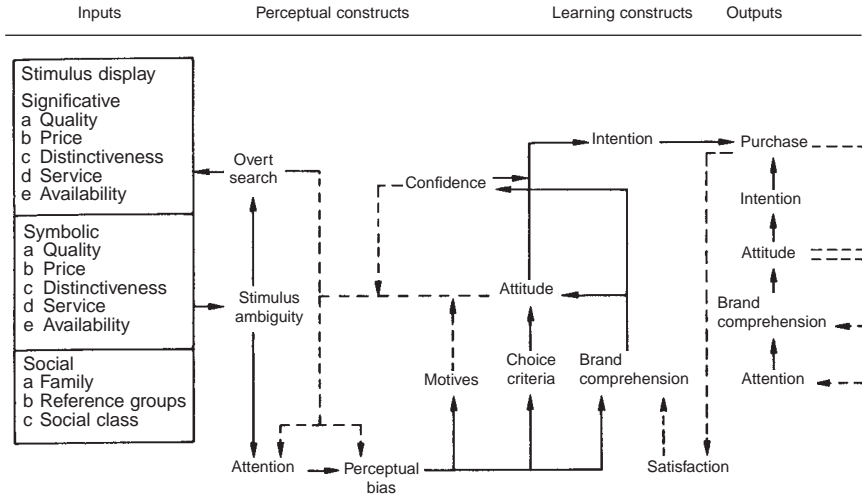 Inputs
Perceptual constructs
Learning constructs
Outputs
Stimulus display
Significative
a Quality
b Price
c Distinctiveness
d Service
e Availability
Symbolic
a Quality
b Price
c Distinctiveness
d Service
e Availability
Social
a Family
b Reference groups
c Social class
Overt
search
Stimulus
ambiguity
Attention
Perceptual
bias
Confidence
Attitude
Motives
Choice
criteria
Brand
comprehension
Intention
Satisfaction
Purchase
Intention
Attitude
Brand
comprehension
Attention